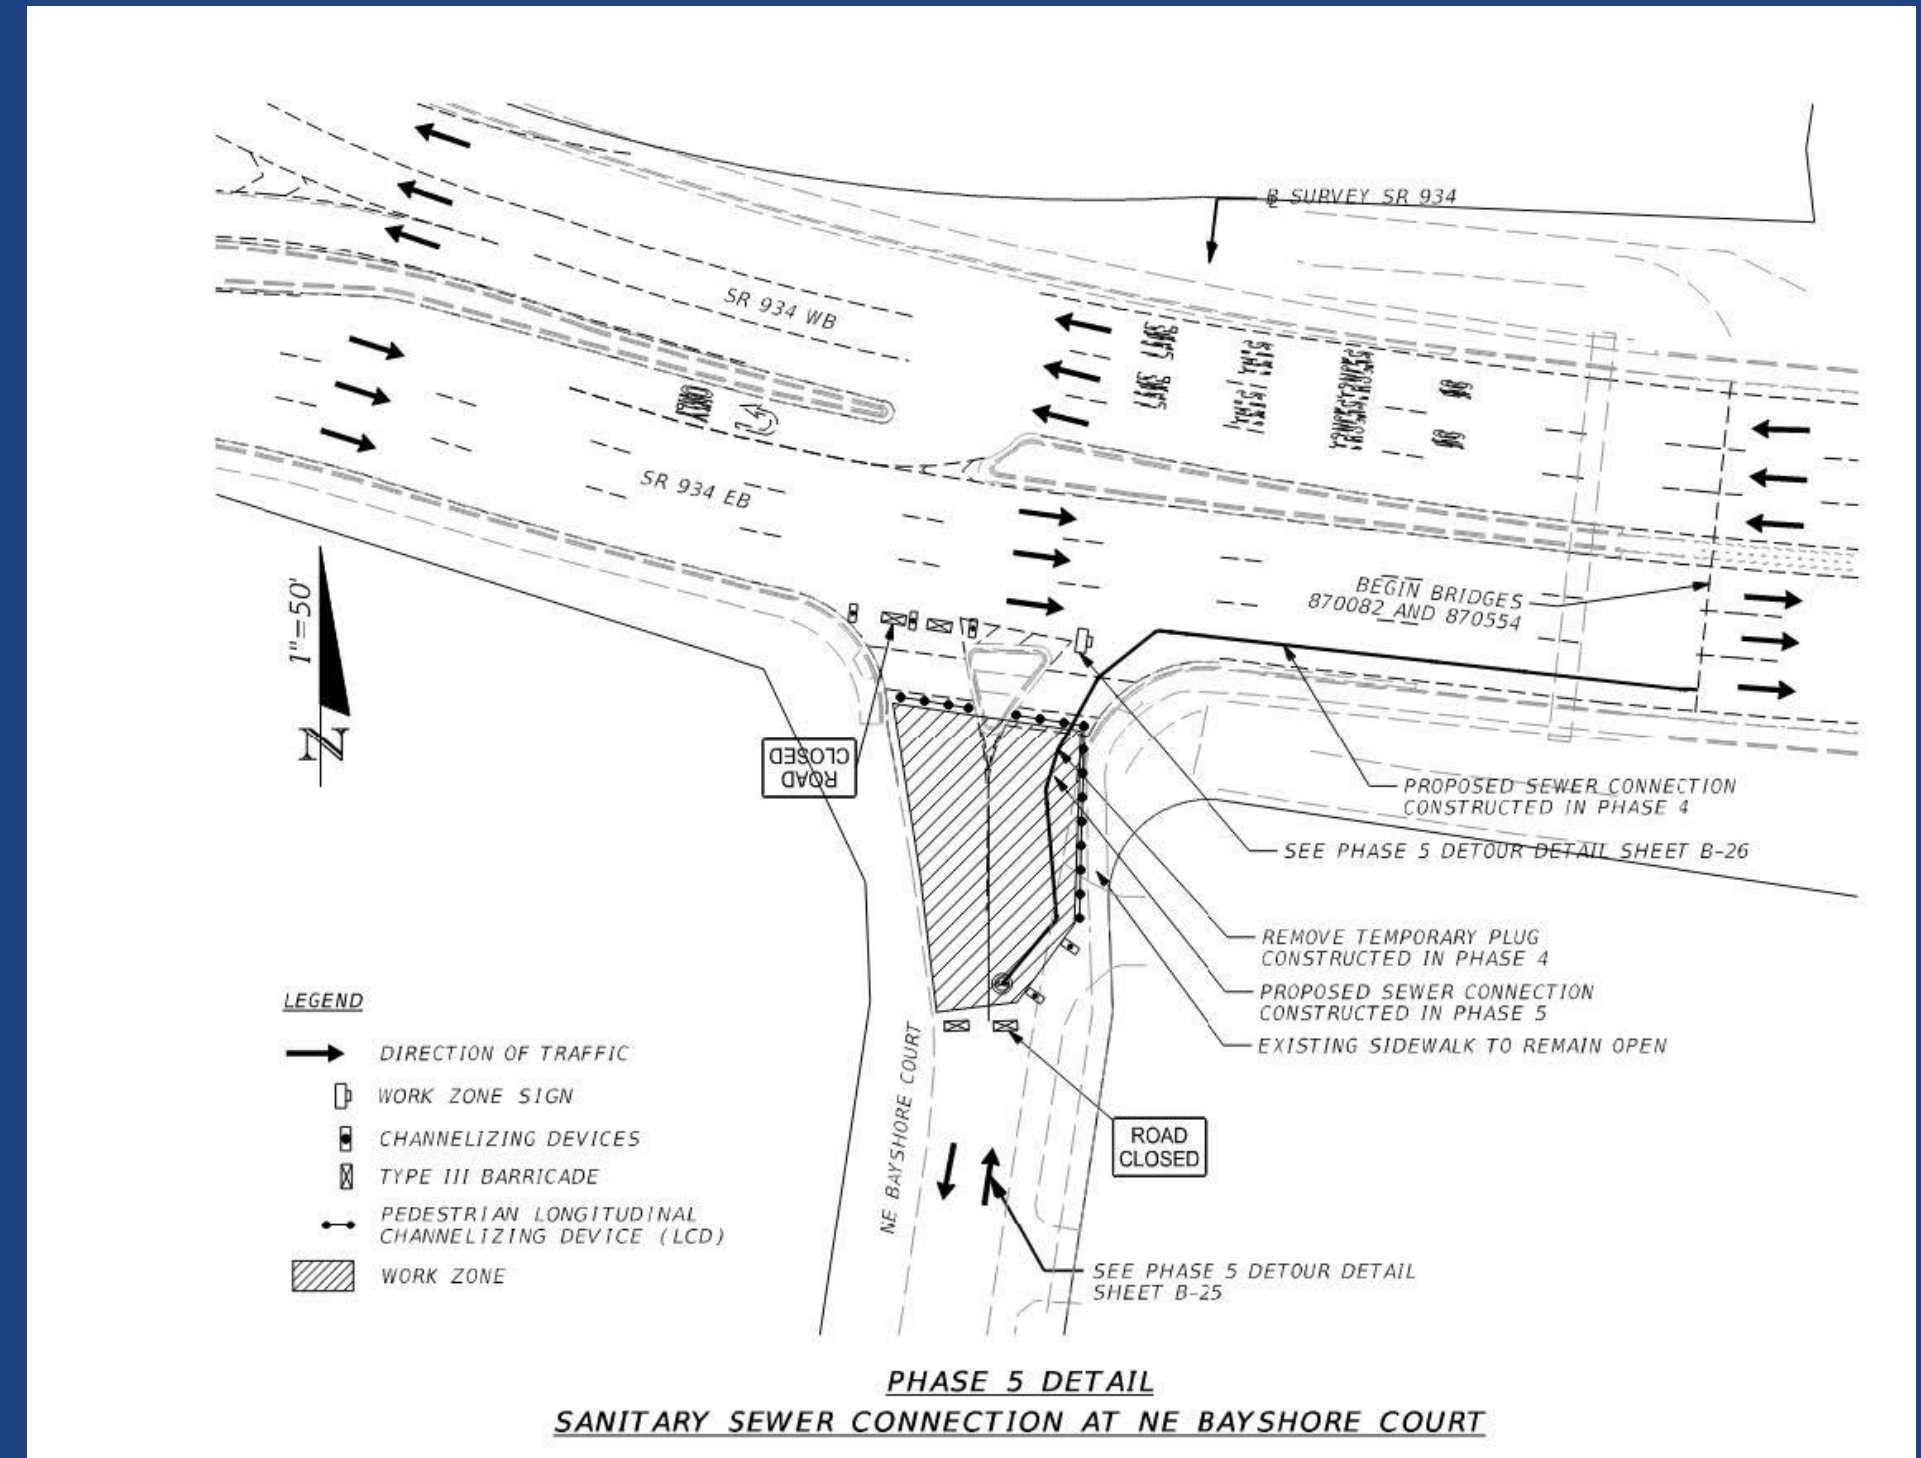 ℄ SURVEY SR 934
SR 934 WB
SR 934 EB
BEGIN BRIDGES
870082 AND 870554
1"=50'
N
ROAD
CLOSED
PROPOSED SEWER CONNECTION
CONSTRUCTED IN PHASE 4
SEE PHASE 5 DETOUR DETAIL SHEET B-26
REMOVE TEMPORARY PLUG
CONSTRUCTED IN PHASE 4
PROPOSED SEWER CONNECTION
CONSTRUCTED IN PHASE 5
EXISTING SIDEWALK TO REMAIN OPEN
LEGEND
DIRECTION OF TRAFFIC
WORK ZONE SIGN
CHANNELIZING DEVICES
TYPE III BARRICADE
PEDESTRIAN LONGITUDINAL
CHANNELIZING DEVICE (LCD)
WORK ZONE
NE BAYSHORE COURT
ROAD
CLOSED
SEE PHASE 5 DETOUR DETAIL
SHEET B-25
PHASE 5 DETAIL
SANITARY SEWER CONNECTION AT NE BAYSHORE COURT